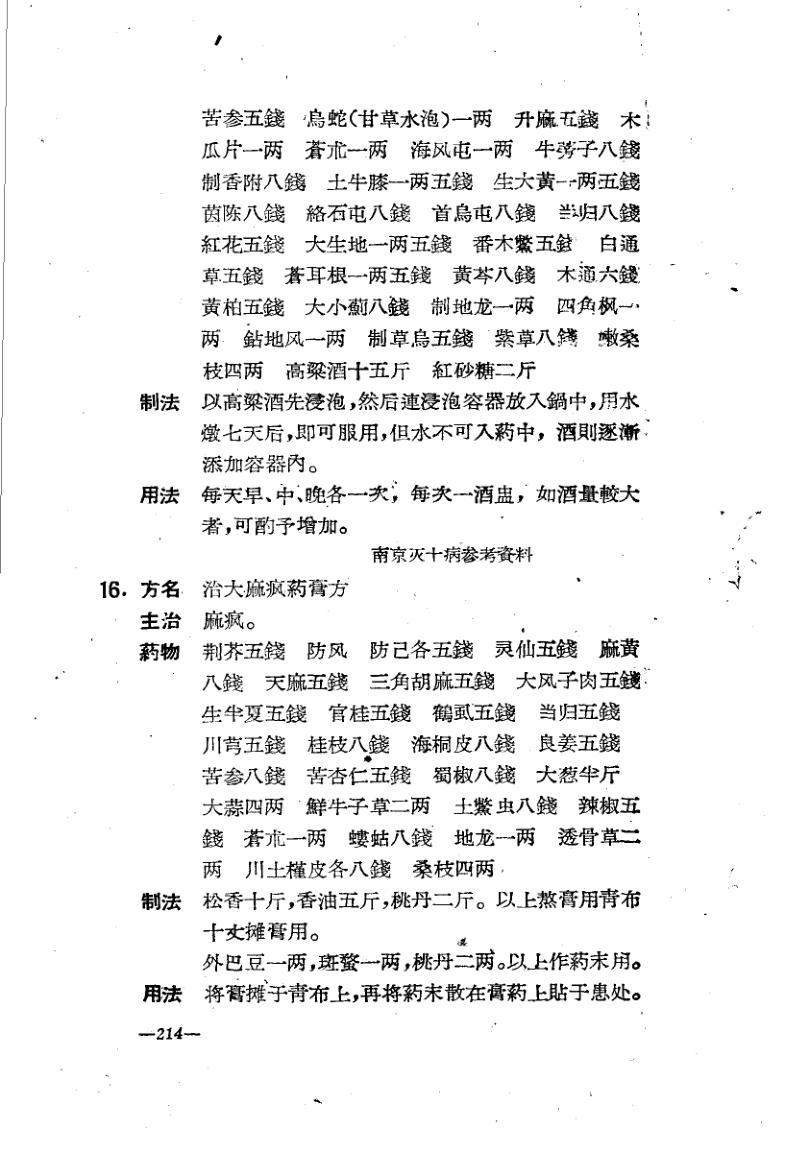 苦参五錢　烏蛇(甘草水泡)一两　升麻五錢　木
瓜片一两　蒼朮一两　海风屯一两　牛蒡子八錢
制香附八錢　土牛膝一两五錢　生大黃一两五錢
茵陈八錢　絡石屯八錢　首烏屯八錢　当归八錢
紅花五錢　大生地一两五錢　番木鱉五錢　白通
草五錢　蒼耳根一两五錢　黄芩八錢　木通六錢
黄柏五錢　大小薊八錢　制地龙一两　四角枫一
两　鉆地风一两　制草烏五錢　紫草八錢　嫩桑
枝四两　高粱酒十五斤　紅砂糖二斤
制法　以高粱酒先浸泡,然后連浸泡容器放入鍋中,用水
燉七天后,即可服用,但水不可入葯中，酒則逐漸
添加容器內。
用法　每天早、中、晚各一次，每次一酒盅，如酒量較大
者,可酌予增加。
南京灭十病参考資料
16．方名　治大麻疯葯膏方
主治　麻疯。
葯物　荆芥五錢　防风　防己各五錢　灵仙五錢　麻黃
八錢　天麻五錢　三角胡麻五錢　大风子肉五錢
生半夏五錢　官桂五錢　鶴虱五錢　当归五錢
川芎五錢　桂枝八錢　海桐皮八錢　良姜五錢
苦参八錢　苦杏仁五錢　蜀椒八錢　大葱半斤
大蒜四两　鮮牛子草二两　土鱉虫八錢　辣椒五
錢　蒼朮一两　螻蛄八錢　地龙一两　透骨草二
两　川土槿皮各八錢　桑枝四两
制法　松香十斤,香油五斤,桃丹二斤。以上熬膏用青布
十丈摊膏用。
外巴豆一两,斑蝥一两,桃丹二两。以上作葯末用。
用法　将膏摊于青布上,再将葯末散在膏葯上貼于患处。
—214—